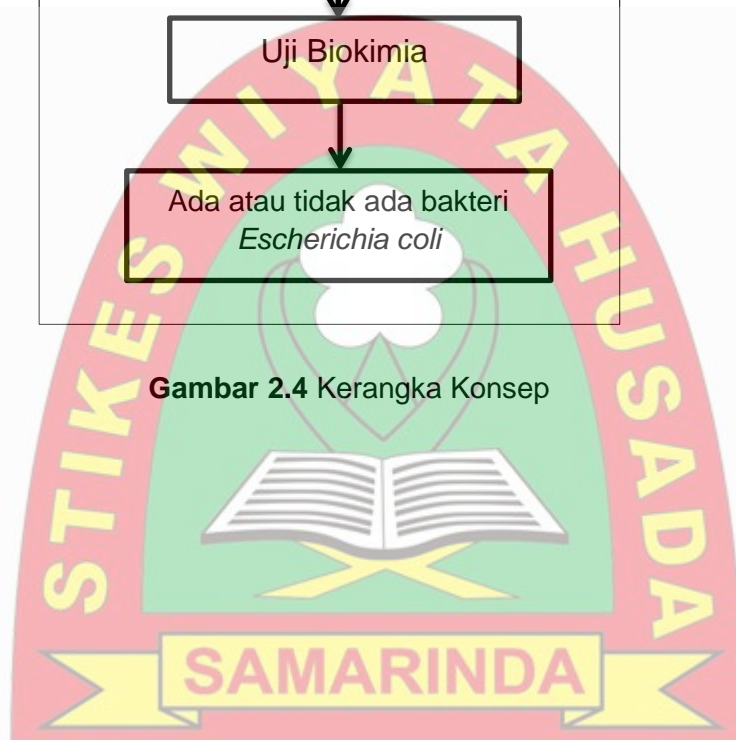 Uji Biokimia
Ada atau tidak ada bakteri
Escherichia coli
Gambar 2.4 Kerangka Konsep
STIKES WIYATA HUSADA
SAMARINDA